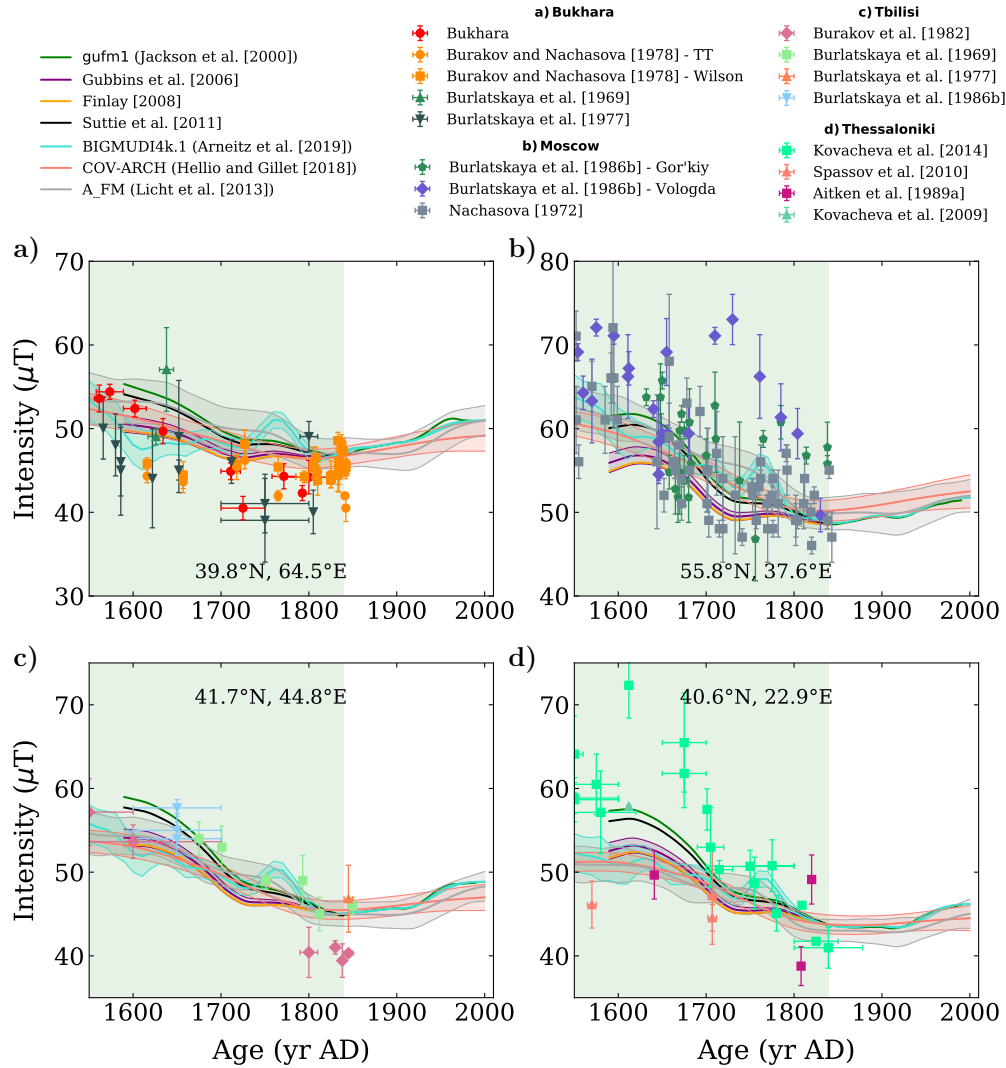 gufm1 (Jackson et al. [2000])
Gubbins et al. [2006]
Finlay [2008]
Suttie et al. [2011]
BIGMUDI4k.1 (Arneitz et al. [2019])
COV-ARCH (Hellio and Gillet [2018])
A_FM (Licht et al. [2013])
a) Bukhara
Bukhara
Burakov and Nachasova [1978] - TT
Burakov and Nachasova [1978] - Wilson
Burlatskaya et al. [1969]
Burlatskaya et al. [1977]
b) Moscow
Burlatskaya et al. [1986b] - Gor'kiy
Burlatskaya et al. [1986b] - Vologda
Nachasova [1972]
c) Tbilisi
Burakov et al. [1982]
Burlatskaya et al. [1969]
Burlatskaya et al. [1977]
Burlatskaya et al. [1986b]
d) Thessaloniki
Kovacheva et al. [2014]
Spassov et al. [2010]
Aitken et al. [1989a]
Kovacheva et al. [2009]
a)
70
60
50
40
30
Intensity (μT)
39.8°N, 64.5°E
1600 1700 1800 1900 2000
b)
80
70
60
50
40
55.8°N, 37.6°E
1600 1700 1800 1900 2000
c)
70
60
50
40
Intensity (μT)
41.7°N, 44.8°E
1600 1700 1800 1900 2000
Age (yr AD)
d)
70
60
50
40
40.6°N, 22.9°E
1600 1700 1800 1900 2000
Age (yr AD)